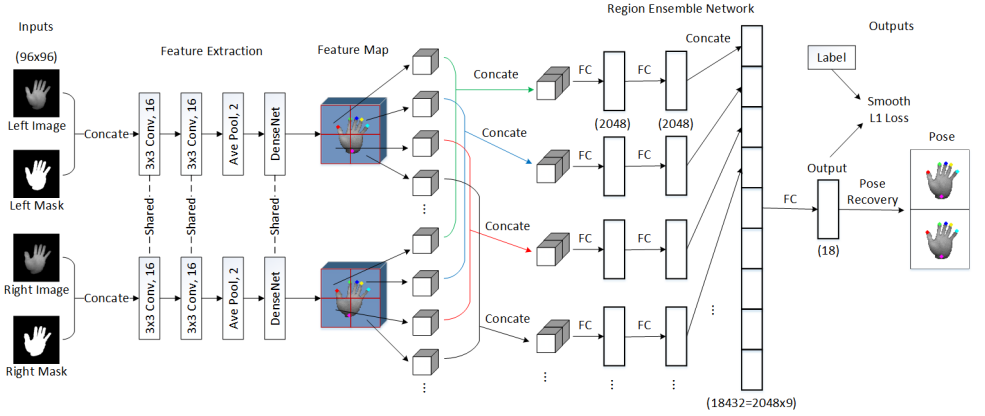 Inputs
(96x96)
Left Image
Left Mask
Right Image
Right Mask
Concate
Concate
Feature Extraction
3x3 Conv, 16
3x3 Conv, 16
Ave Pool, 2
DenseNet
Shared
Shared
Shared
Shared
3x3 Conv, 16
3x3 Conv, 16
Ave Pool, 2
DenseNet
Feature Map
...
...
Concate
Concate
Concate
Concate
...
Region Ensemble Network
FC
FC
(2048)
(2048)
FC
FC
FC
FC
FC
FC
...
...
Concate
...
(18432=2048x9)
FC
Outputs
Label
Smooth
L1 Loss
Output
(18)
Pose
Recovery
Pose